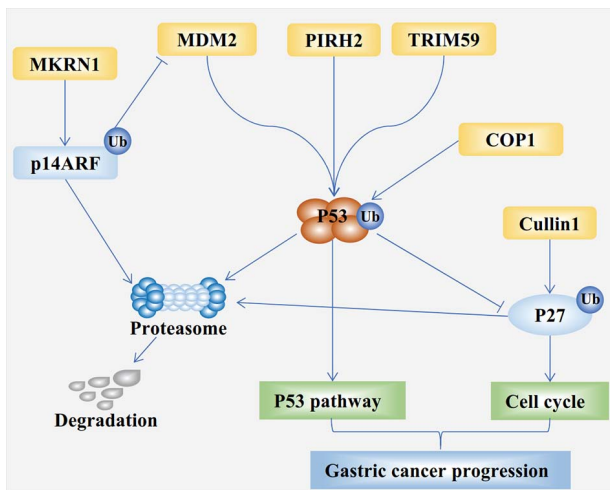 MDM2
PIRH2
TRIM59
MKRN1
Ub
p14ARF
COP1
P53
Ub
Cullin1
Ub
P27
Proteasome
Degradation
P53 pathway
Cell cycle
Gastric cancer progression